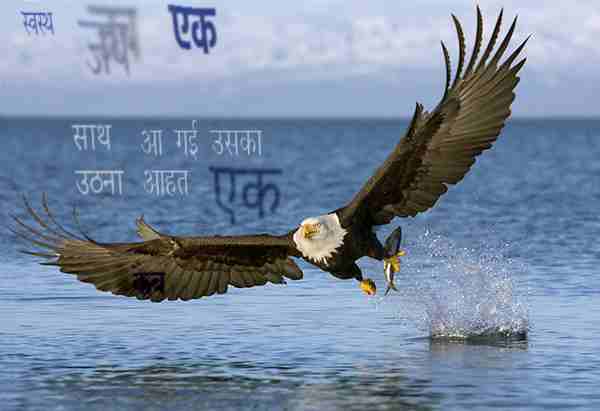 स्वस्थ एक
साथ आ गई उसका
उठना आहत एक